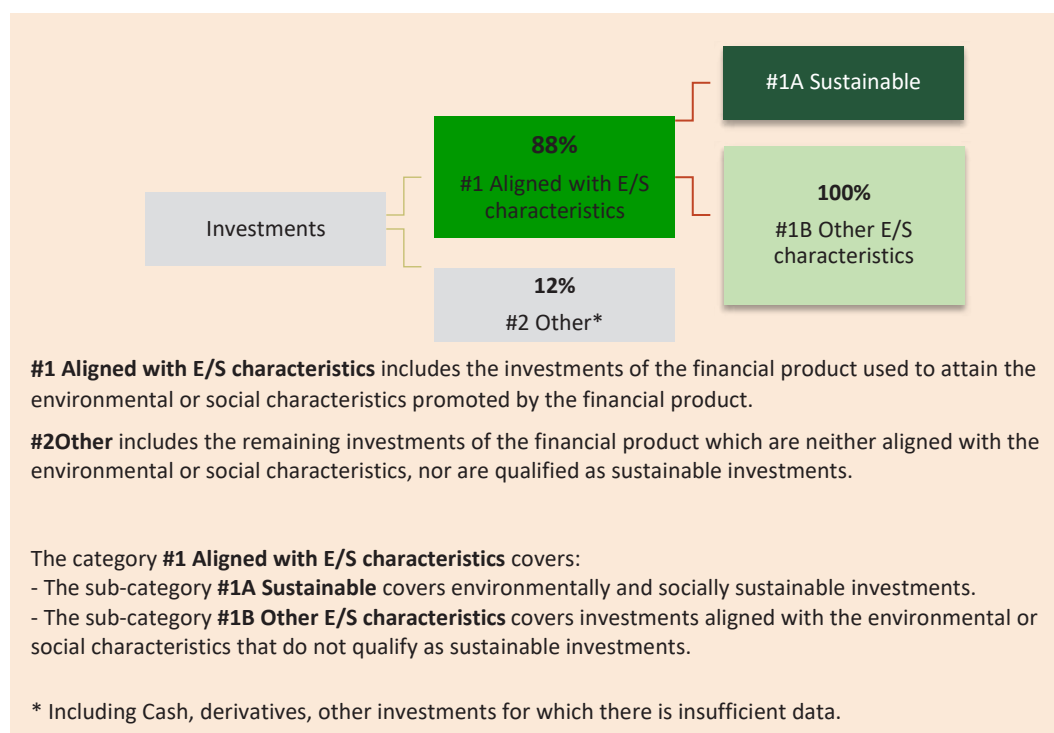 #1A Sustainable
88%
#1 Aligned with E/S
characteristics
100%
#1B Other E/S
characteristics
Investments
12%
#2 Other*
#1 Aligned with E/S characteristics includes the investments of the financial product used to attain the
environmental or social characteristics promoted by the financial product.
#2Other includes the remaining investments of the financial product which are neither aligned with the
environmental or social characteristics, nor are qualified as sustainable investments.
The category #1 Aligned with E/S characteristics covers:
- The sub-category #1A Sustainable covers environmentally and socially sustainable investments.
- The sub-category #1B Other E/S characteristics covers investments aligned with the environmental or
social characteristics that do not qualify as sustainable investments.
* Including Cash, derivatives, other investments for which there is insufficient data.